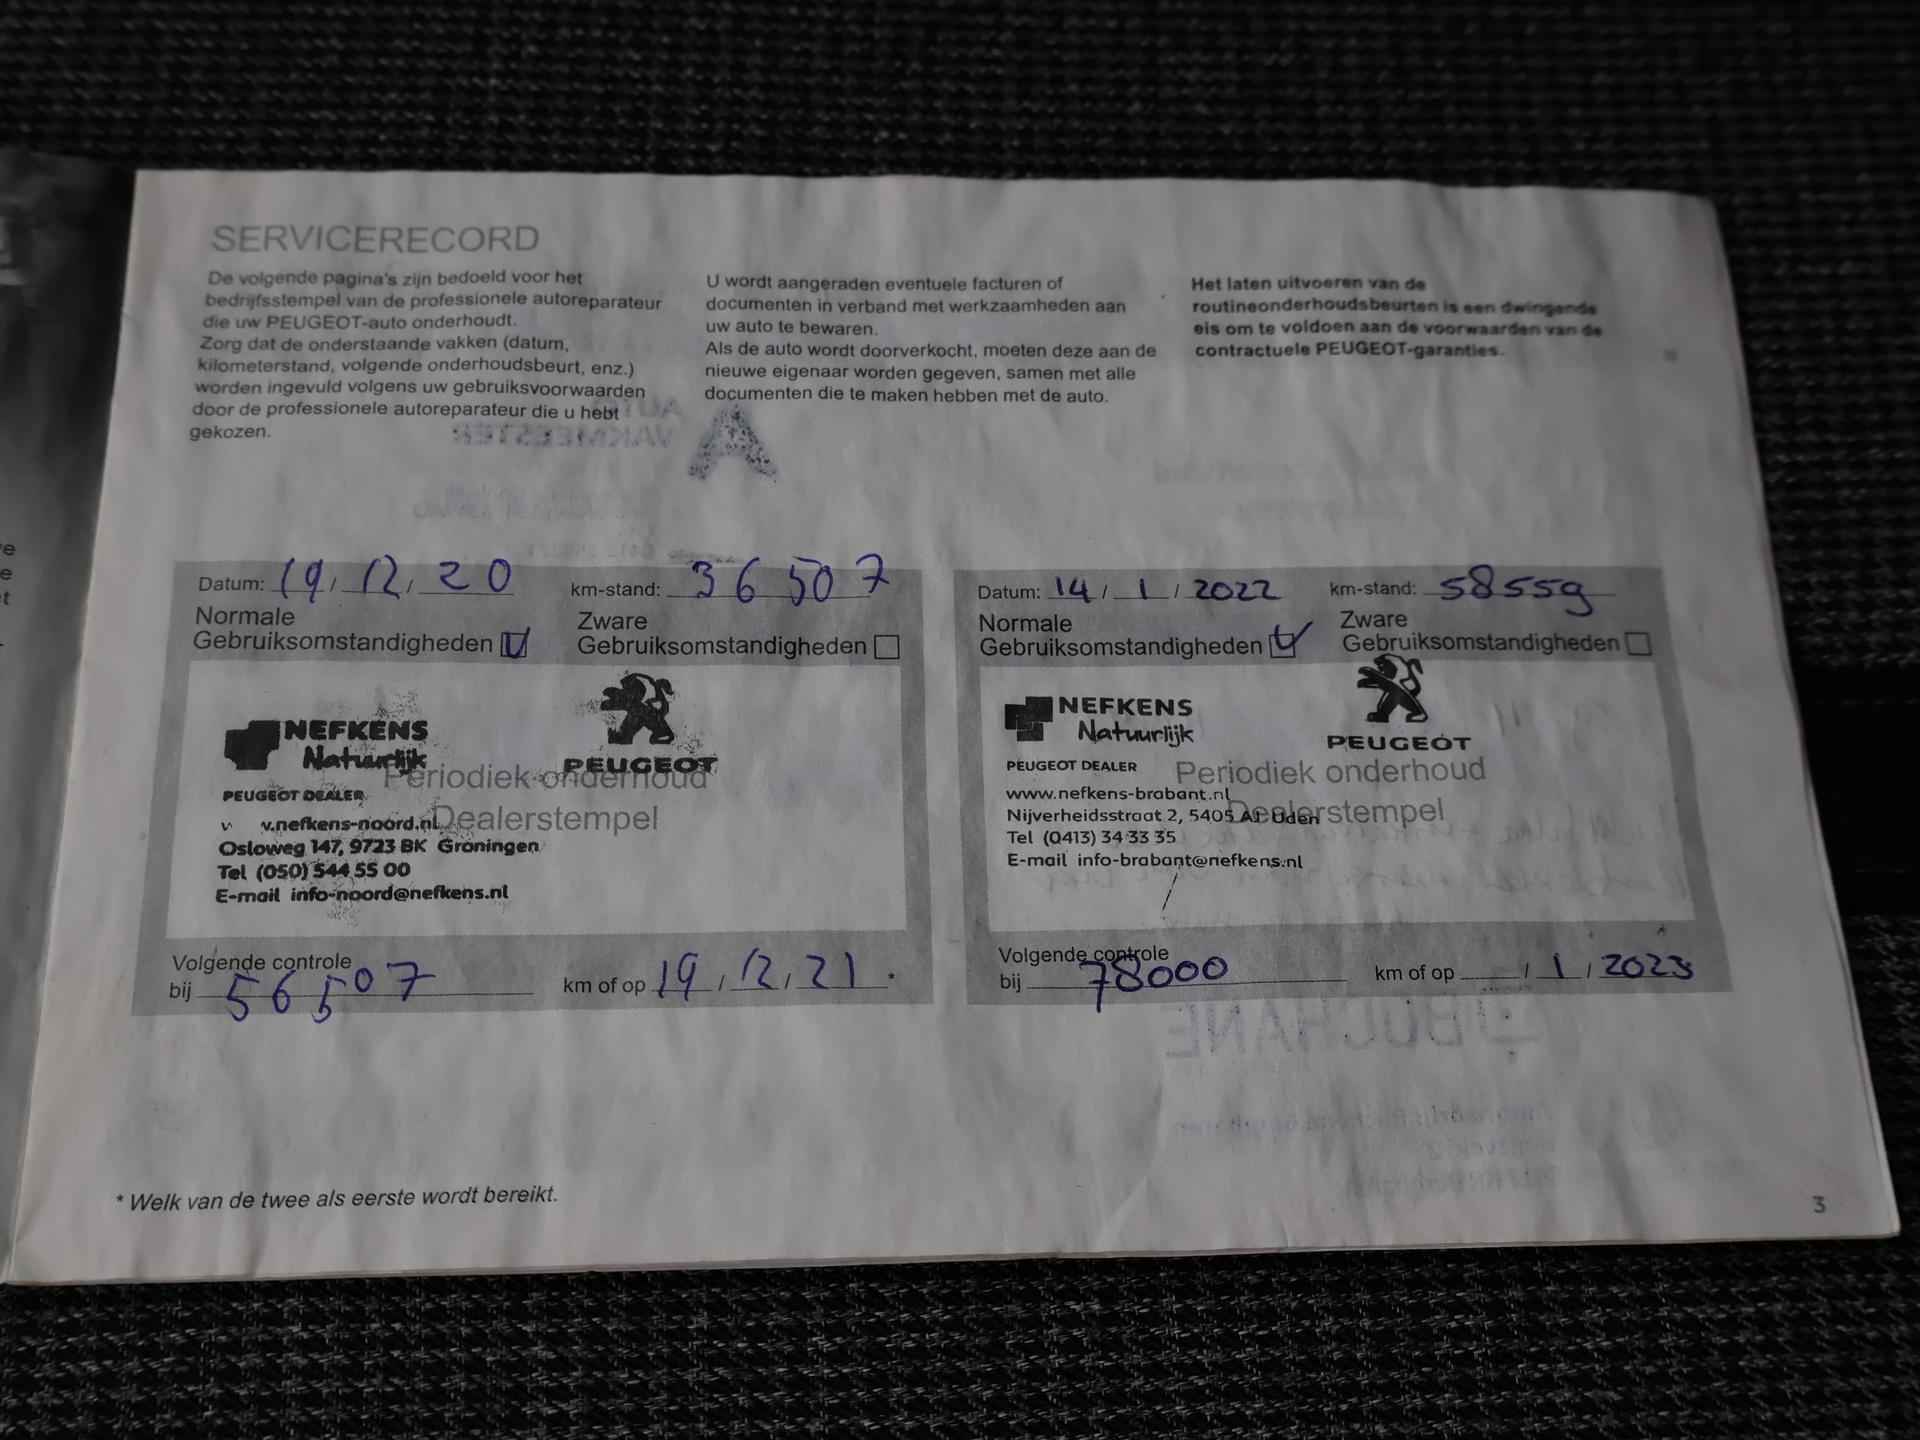 SERVICERECORD
De volgende pagina's zijn bedoeld voor het
bedrijfsstempel van de professionele autoreparateur
die uw PEUGEOT-auto onderhoudt.
Zorg dat de onderstaande vakken (datum,
kilometerstand, volgende onderhoudsbeurt, enz.)
worden ingevuld volgens uw gebruiksvoorwaarden
door de professionele autoreparateur die u hebt
gekozen.
U wordt aangeraden eventuele facturen of
documenten in verband met werkzaamheden aan
uw auto te bewaren.
Als de auto wordt doorverkocht, moeten deze aan de
nieuwe eigenaar worden gegeven, samen met alle
documenten die te maken hebben met de auto.
Het laten uitvoeren van de
routineonderhoudsbeurten is een dwingende
eis om te voldoen aan de voorwaarden van de
contractuele PEUGEOT-garanties.
AUTO
VAKMEESTER
Datum: 19 / 12 / 20 km-stand: 36507
Normale
Gebruiksomstandigheden
Zware
Gebruiksomstandigheden
NEFKENS
Natuurlijk
PEUGEOT
Periodiek onderhoud
Dealerstempel
PEUGEOT DEALER
v.nefkens-noord.nl
Osloweg 147, 9723 BK Groningen
Tel (050) 544 55 00
E-mail info-noord@nefkens.nl
Volgende controle
bij 56507 km of op 19 / 12 / 21 *
Datum: 14 / 1 / 2022 km-stand: 58559
Normale
Gebruiksomstandigheden
Zware
Gebruiksomstandigheden
NEFKENS
Natuurlijk
PEUGEOT
Periodiek onderhoud
Dealerstempel
PEUGEOT DEALER
www.nefkens-brabant.nl
Nijverheidsstraat 2, 5405 AJ Uden
Tel (0413) 34 33 35
E-mail info-brabant@nefkens.nl
Volgende controle
bij 78000 km of op / 1 / 2023
* Welk van de twee als eerste wordt bereikt.
3